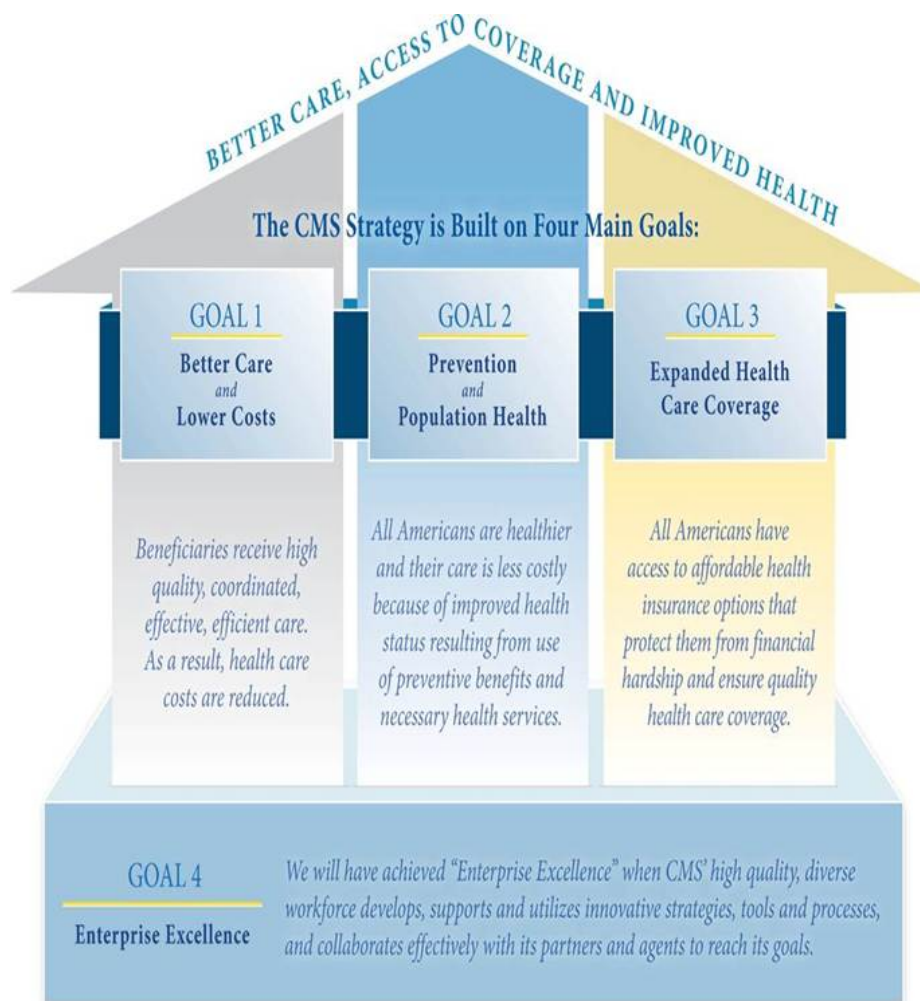 BETTER CARE, ACCESS TO COVERAGE AND IMPROVED HEALTH
The CMS Strategy is Built on Four Main Goals:
GOAL 1
Better Care
and
Lower Costs
Beneficiaries receive high
quality, coordinated,
effective, efficient care.
As a result, health care
costs are reduced.
GOAL 2
Prevention
and
Population Health
All Americans are healthier
and their care is less costly
because of improved health
status resulting from use
of preventive benefits and
necessary health services.
GOAL 3
Expanded Health
Care Coverage
All Americans have
access to affordable health
insurance options that
protect them from financial
hardship and ensure quality
health care coverage.
GOAL 4
Enterprise Excellence
We will have achieved “Enterprise Excellence” when CMS’ high quality, diverse
workforce develops, supports and utilizes innovative strategies, tools and processes,
and collaborates effectively with its partners and agents to reach its goals.